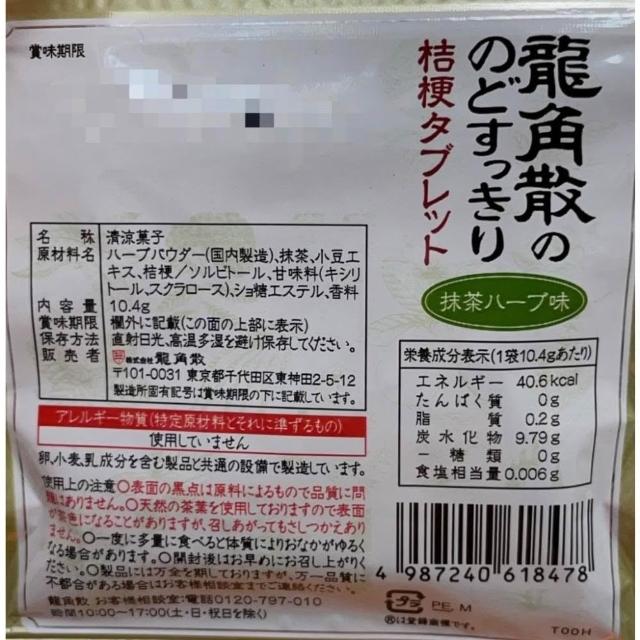 賞味期限
龍角散の
のどすっきり
桔梗タブレット
抹茶ハーブ味
名称 清涼菓子
原材料名 ハーブパウダー(国内製造)、抹茶、小豆エ
キス、桔梗/ソルビトール、甘味料(キシリ
トール、スクラロース)、ショ糖エステル、香料
内容量 10.4g
賞味期限 欄外に記載(この面の上部に表示)
保存方法 直射日光、高温多湿を避け保存してください。
販売者 株式会社 龍角散
〒101-0031 東京都千代田区東神田2-5-12
製造所固有記号は賞味期限の下に記載しています。
アレルギー物質(特定原材料とそれに準ずるもの)
使用していません
卵、小麦、乳成分を含む製品と共通の設備で製造しています。
使用上の注意○表面の黒点は原料によるもので品質に問
題はありません。○天然の茶葉を使用しておりますので表面
が茶色になることがありますが、召しあがってもさしつかえありま
せん。○一度に多量に食べると体質によりおなかがゆるく
なる場合があります。○開封後はお早めにお召し上がりく
ださい。○製品には万全を期しておりますが、万一品質に
不都合がある場合はお客様相談室までご連絡ください。
龍角散 お客様相談室:電話0120-797-010
時間10:00〜17:00(土・日・祝日を除く)
栄養成分表示(1袋10.4gあたり)
エネルギー 40.6kcal
たんぱく質 0g
脂質 0.2g
炭水化物 9.79g
－糖類 0g
食塩相当量 0.006g
4 987240 618478
プラ PE, M
は登録商標です。
T00H